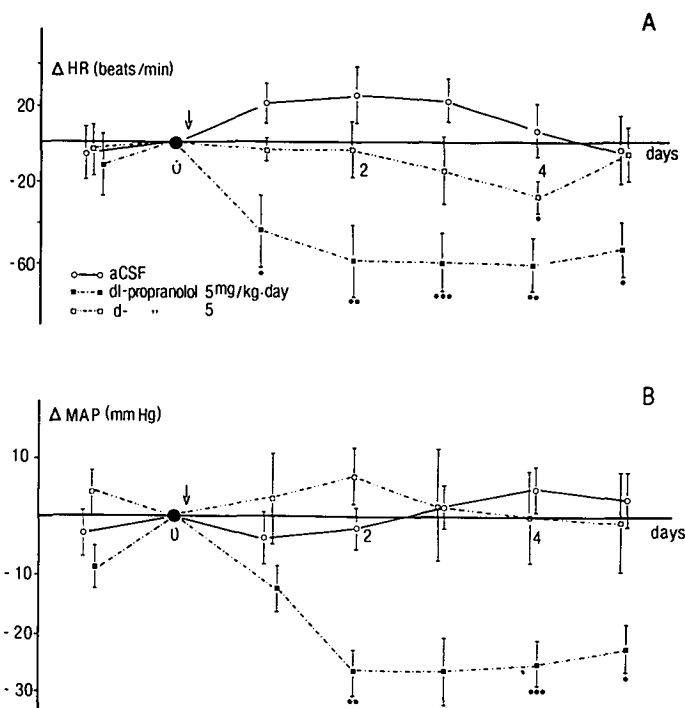 A
Δ HR (beats/min)
20
0
2
4
days
-20
-60
aCSF
dl-propranolol 5mg/kg·day
d- " 5
B
Δ MAP (mm Hg)
10
0
2
4
days
-10
-20
-30